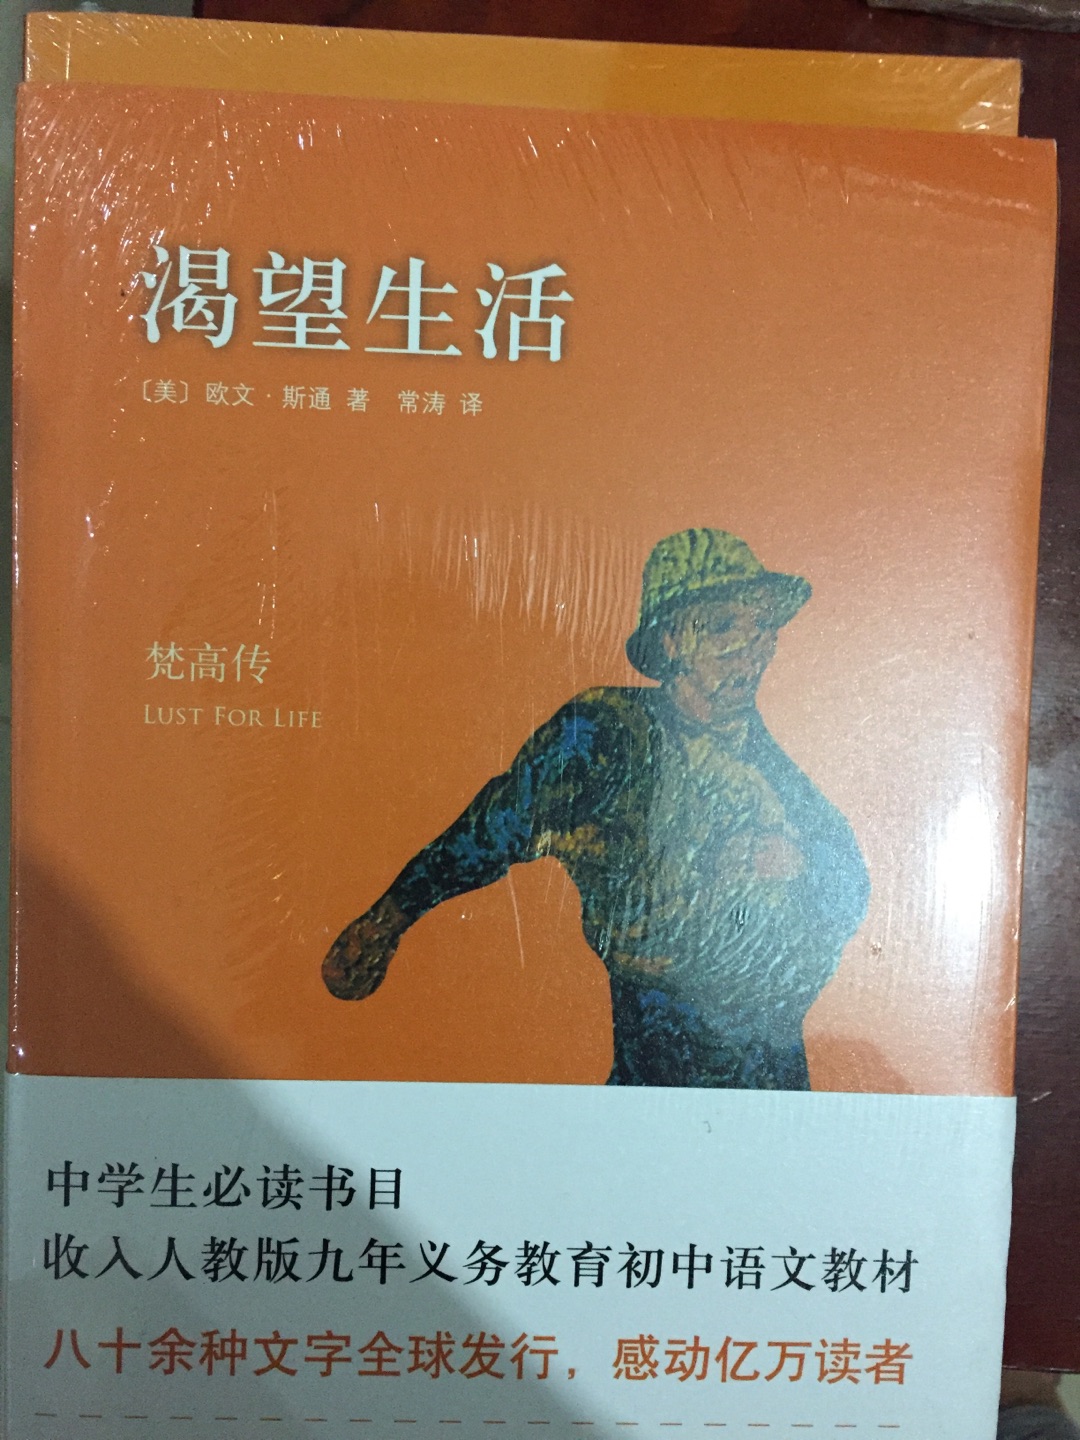 渴望生活
〔美〕欧文·斯通 著 常涛 译
梵高传
LUST FOR LIFE
中学生必读书目
收入人教版九年义务教育初中语文教材
八十余种文字全球发行，感动亿万读者